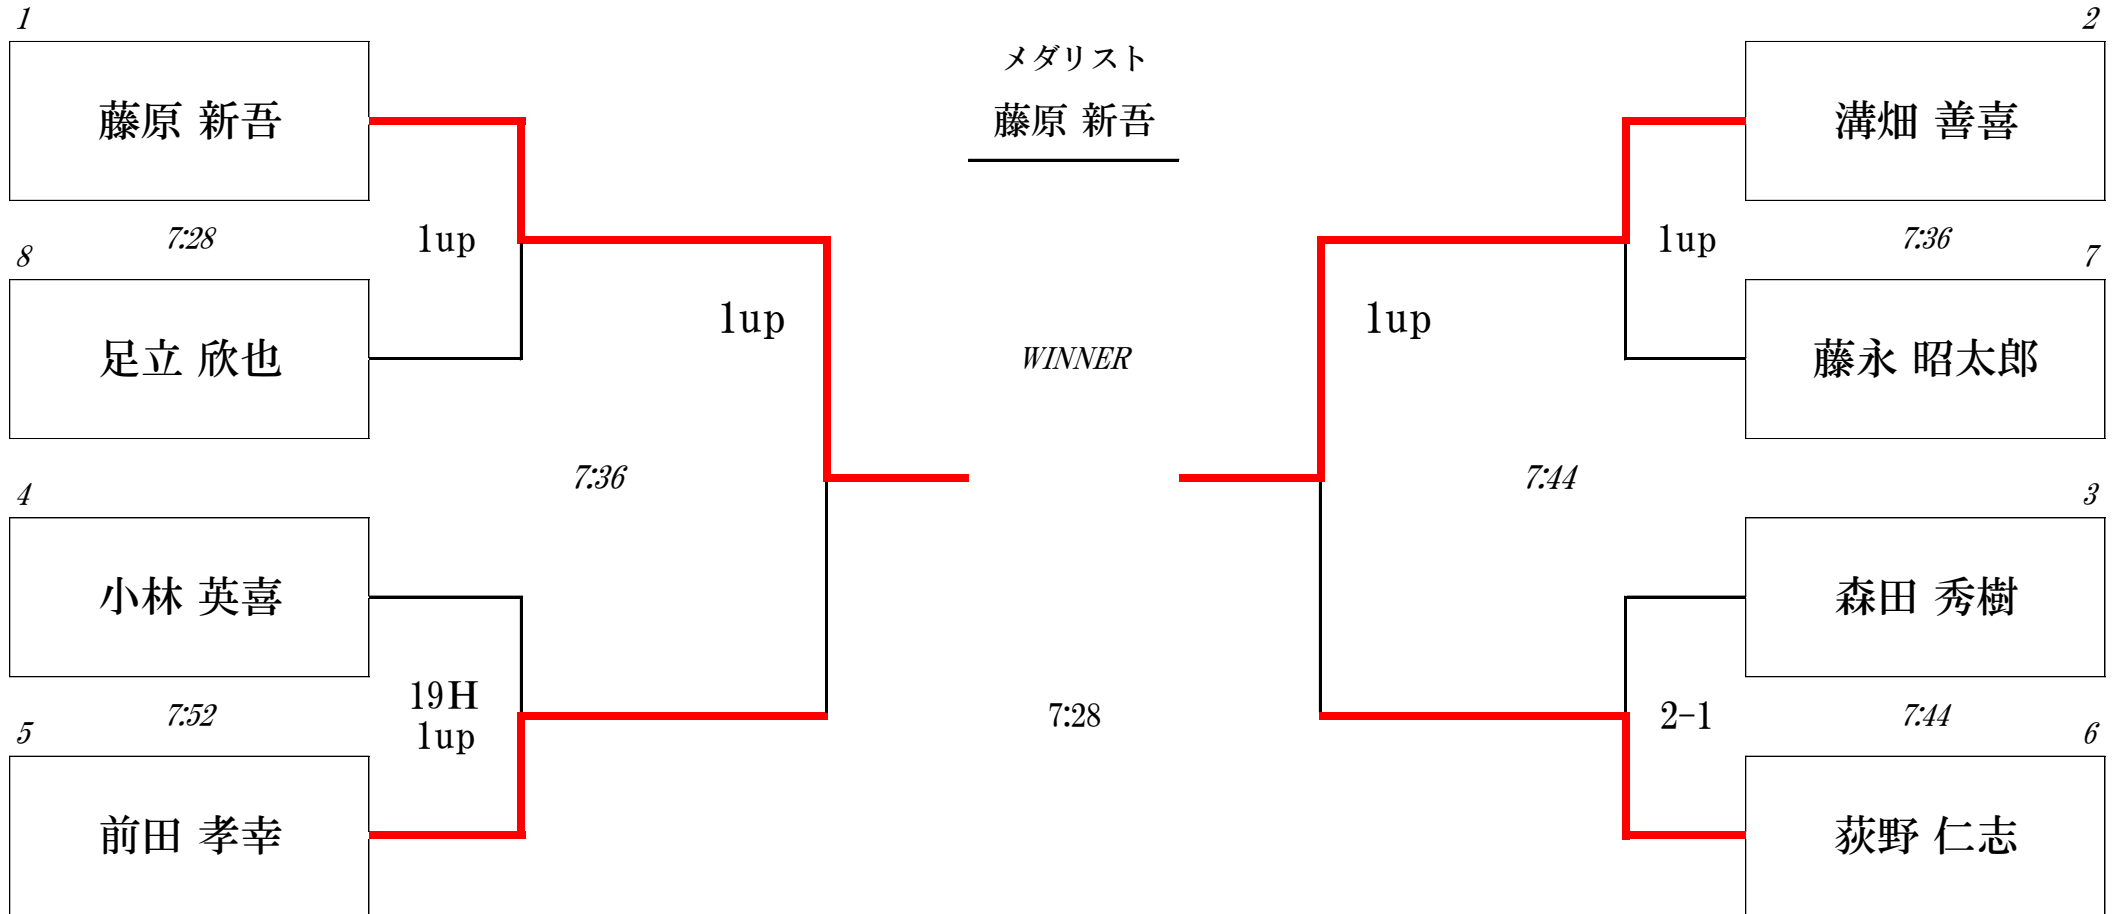 1
2
メダリスト
藤原 新吾
藤原 新吾
溝畑 善喜
7:28
1up
1up
7:36
8
7
1up
1up
足立 欣也
WINNER
藤永 昭太郎
7:36
7:44
4
3
小林 英喜
森田 秀樹
19H
1up
7:52
7:28
2-1
7:44
5
6
前田 孝幸
荻野 仁志